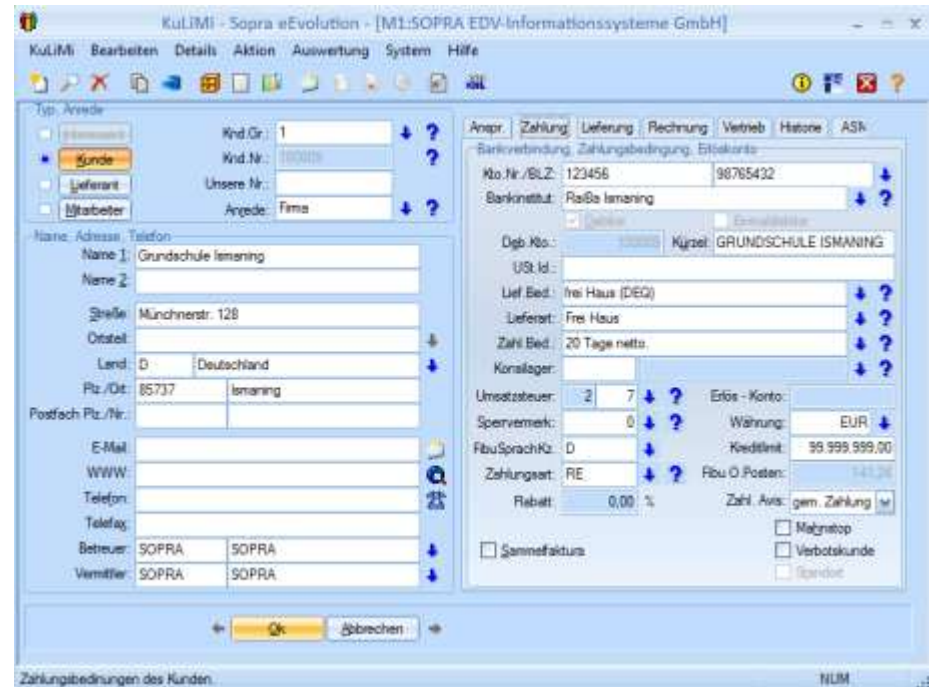 KuLiMi - Sopra eEvolution - [M1:SOPRA EDV-Informationssysteme GmbH]
KuLiMi Bearbeiten Details Aktion Auswertung System Hilfe
Typ, Anrede
Interessent Knd.Gr.: 1
Kunde Knd.Nr.: 100009
Lieferant Unsere Nr.:
Mitarbeiter Anrede: Firma
Name, Adresse, Telefon
Name 1: Grundschule Ismaning
Name 2:
Straße: Münchnerstr. 128
Ortsteil:
Land: D Deutschland
Plz./Ort: 85737 Ismaning
Postfach Plz./Nr.:
E-Mail:
WWW:
Telefon:
Telefax:
Betreuer: SOPRA SOPRA
Vermittler: SOPRA SOPRA
Anspr. Zahlung Lieferung Rechnung Vertrieb Historie ASN
Bankverbindung, Zahlungsbedingung, Erlöskonto
Kto.Nr./BLZ: 123456 98765432
Bankinstitut: RaiBa Ismaning
Debitor
Dgb.Kto.: Kürzel: GRUNDSCHULE ISMANING
USt.Id.:
Lief.Bed.: frei Haus (DEQ)
Lieferart: Frei Haus
Zahl.Bed.: 20 Tage netto.
Konsilager:
Umsatzsteuer: 2 7 Erlös - Konto:
Sperrvermerk: 0 Währung: EUR
FibuSprachKz.: D Kreditlimit: 99.999.999,00
Zahlungsart: RE Fibu O.Posten:
Rabatt: 0,00 % Zahl. Avis: gem. Zahlung
Mahnstop
Sammelfaktura Verbotskunde
Standort
Ok Abbrechen
Zahlungsbedinungen des Kunden. NUM